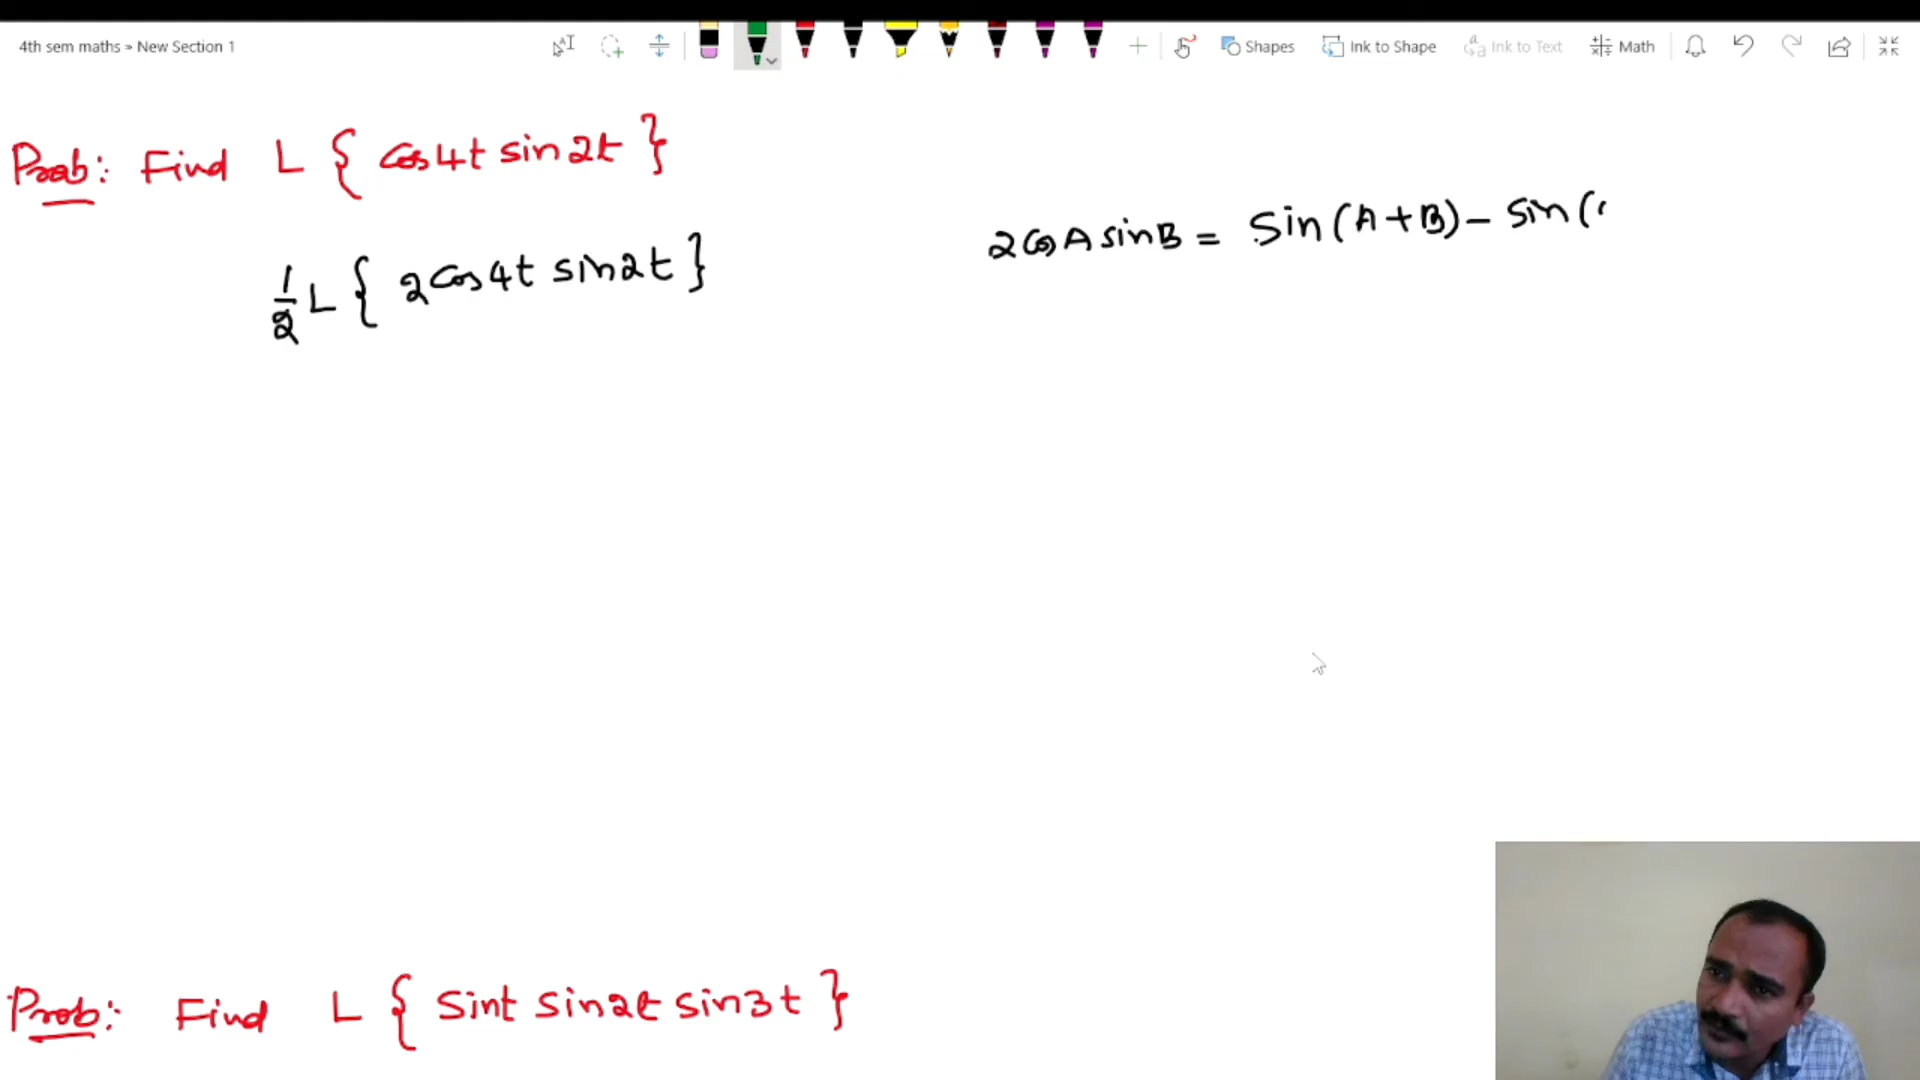 4th sem maths » New Section 1
Shapes Ink to Shape Ink to Text Math
Prob: Find L { cos4t sin2t }
2cosA sinB = Sin(A+B) - sin(
1/2 L { 2cos4t sin2t }
Prob: Find L { Sint sin2t sin3t }